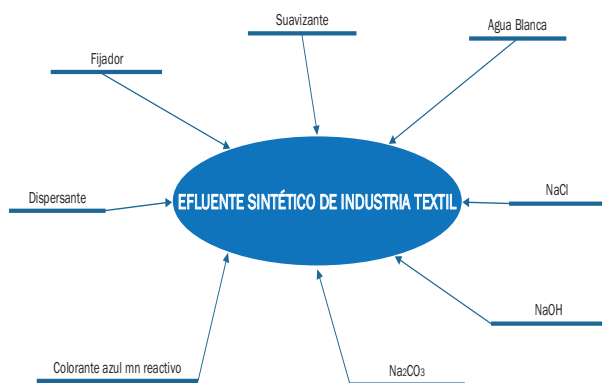 Suavizante
Agua Blanca
Fijador
Dispersante
EFLUENTE SINTÉTICO DE INDUSTRIA TEXTIL
NaCl
NaOH
Colorante azul mn reactivo
Na₂CO₃